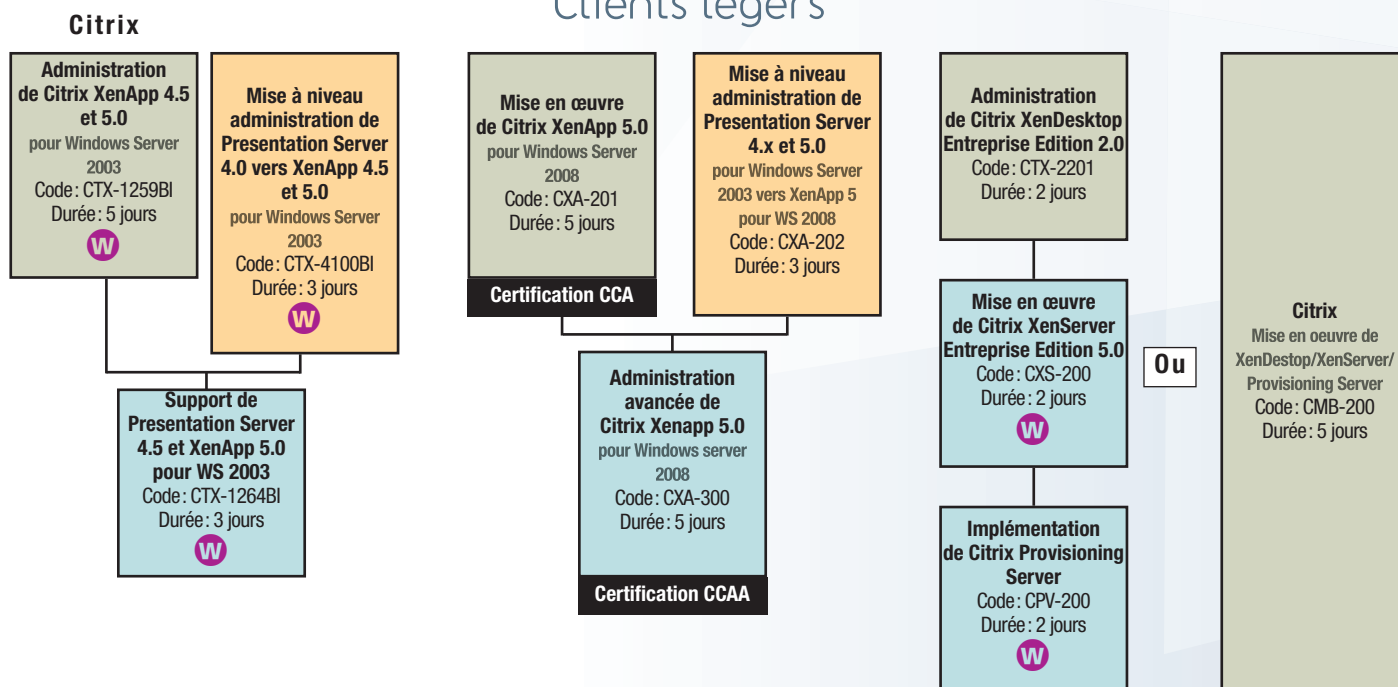 Clients légers
Citrix
Administration
de Citrix XenApp 4.5
et 5.0
pour Windows Server
2003
Code : CTX-1259BI
Durée : 5 jours
W
Mise à niveau
administration de
Presentation Server
4.0 vers XenApp 4.5
et 5.0
pour Windows Server
2003
Code : CTX-4100BI
Durée : 3 jours
W
Support de
Presentation Server
4.5 et XenApp 5.0
pour WS 2003
Code : CTX-1264BI
Durée : 3 jours
W
Mise en œuvre
de Citrix XenApp 5.0
pour Windows Server
2008
Code : CXA-201
Durée : 5 jours
Certification CCA
Mise à niveau
administration de
Presentation Server
4.x et 5.0
pour Windows Server
2003 vers XenApp 5
pour WS 2008
Code : CXA-202
Durée : 3 jours
Administration
avancée de
Citrix Xenapp 5.0
pour Windows server
2008
Code : CXA-300
Durée : 5 jours
Certification CCAA
Administration
de Citrix XenDesktop
Entreprise Edition 2.0
Code : CTX-2201
Durée : 2 jours
Mise en œuvre
de Citrix XenServer
Entreprise Edition 5.0
Code : CXS-200
Durée : 2 jours
W
Implémentation
de Citrix Provisioning
Server
Code : CPV-200
Durée : 2 jours
W
Ou
Citrix
Mise en oeuvre de
XenDestop/XenServer/
Provisioning Server
Code : CMB-200
Durée : 5 jours